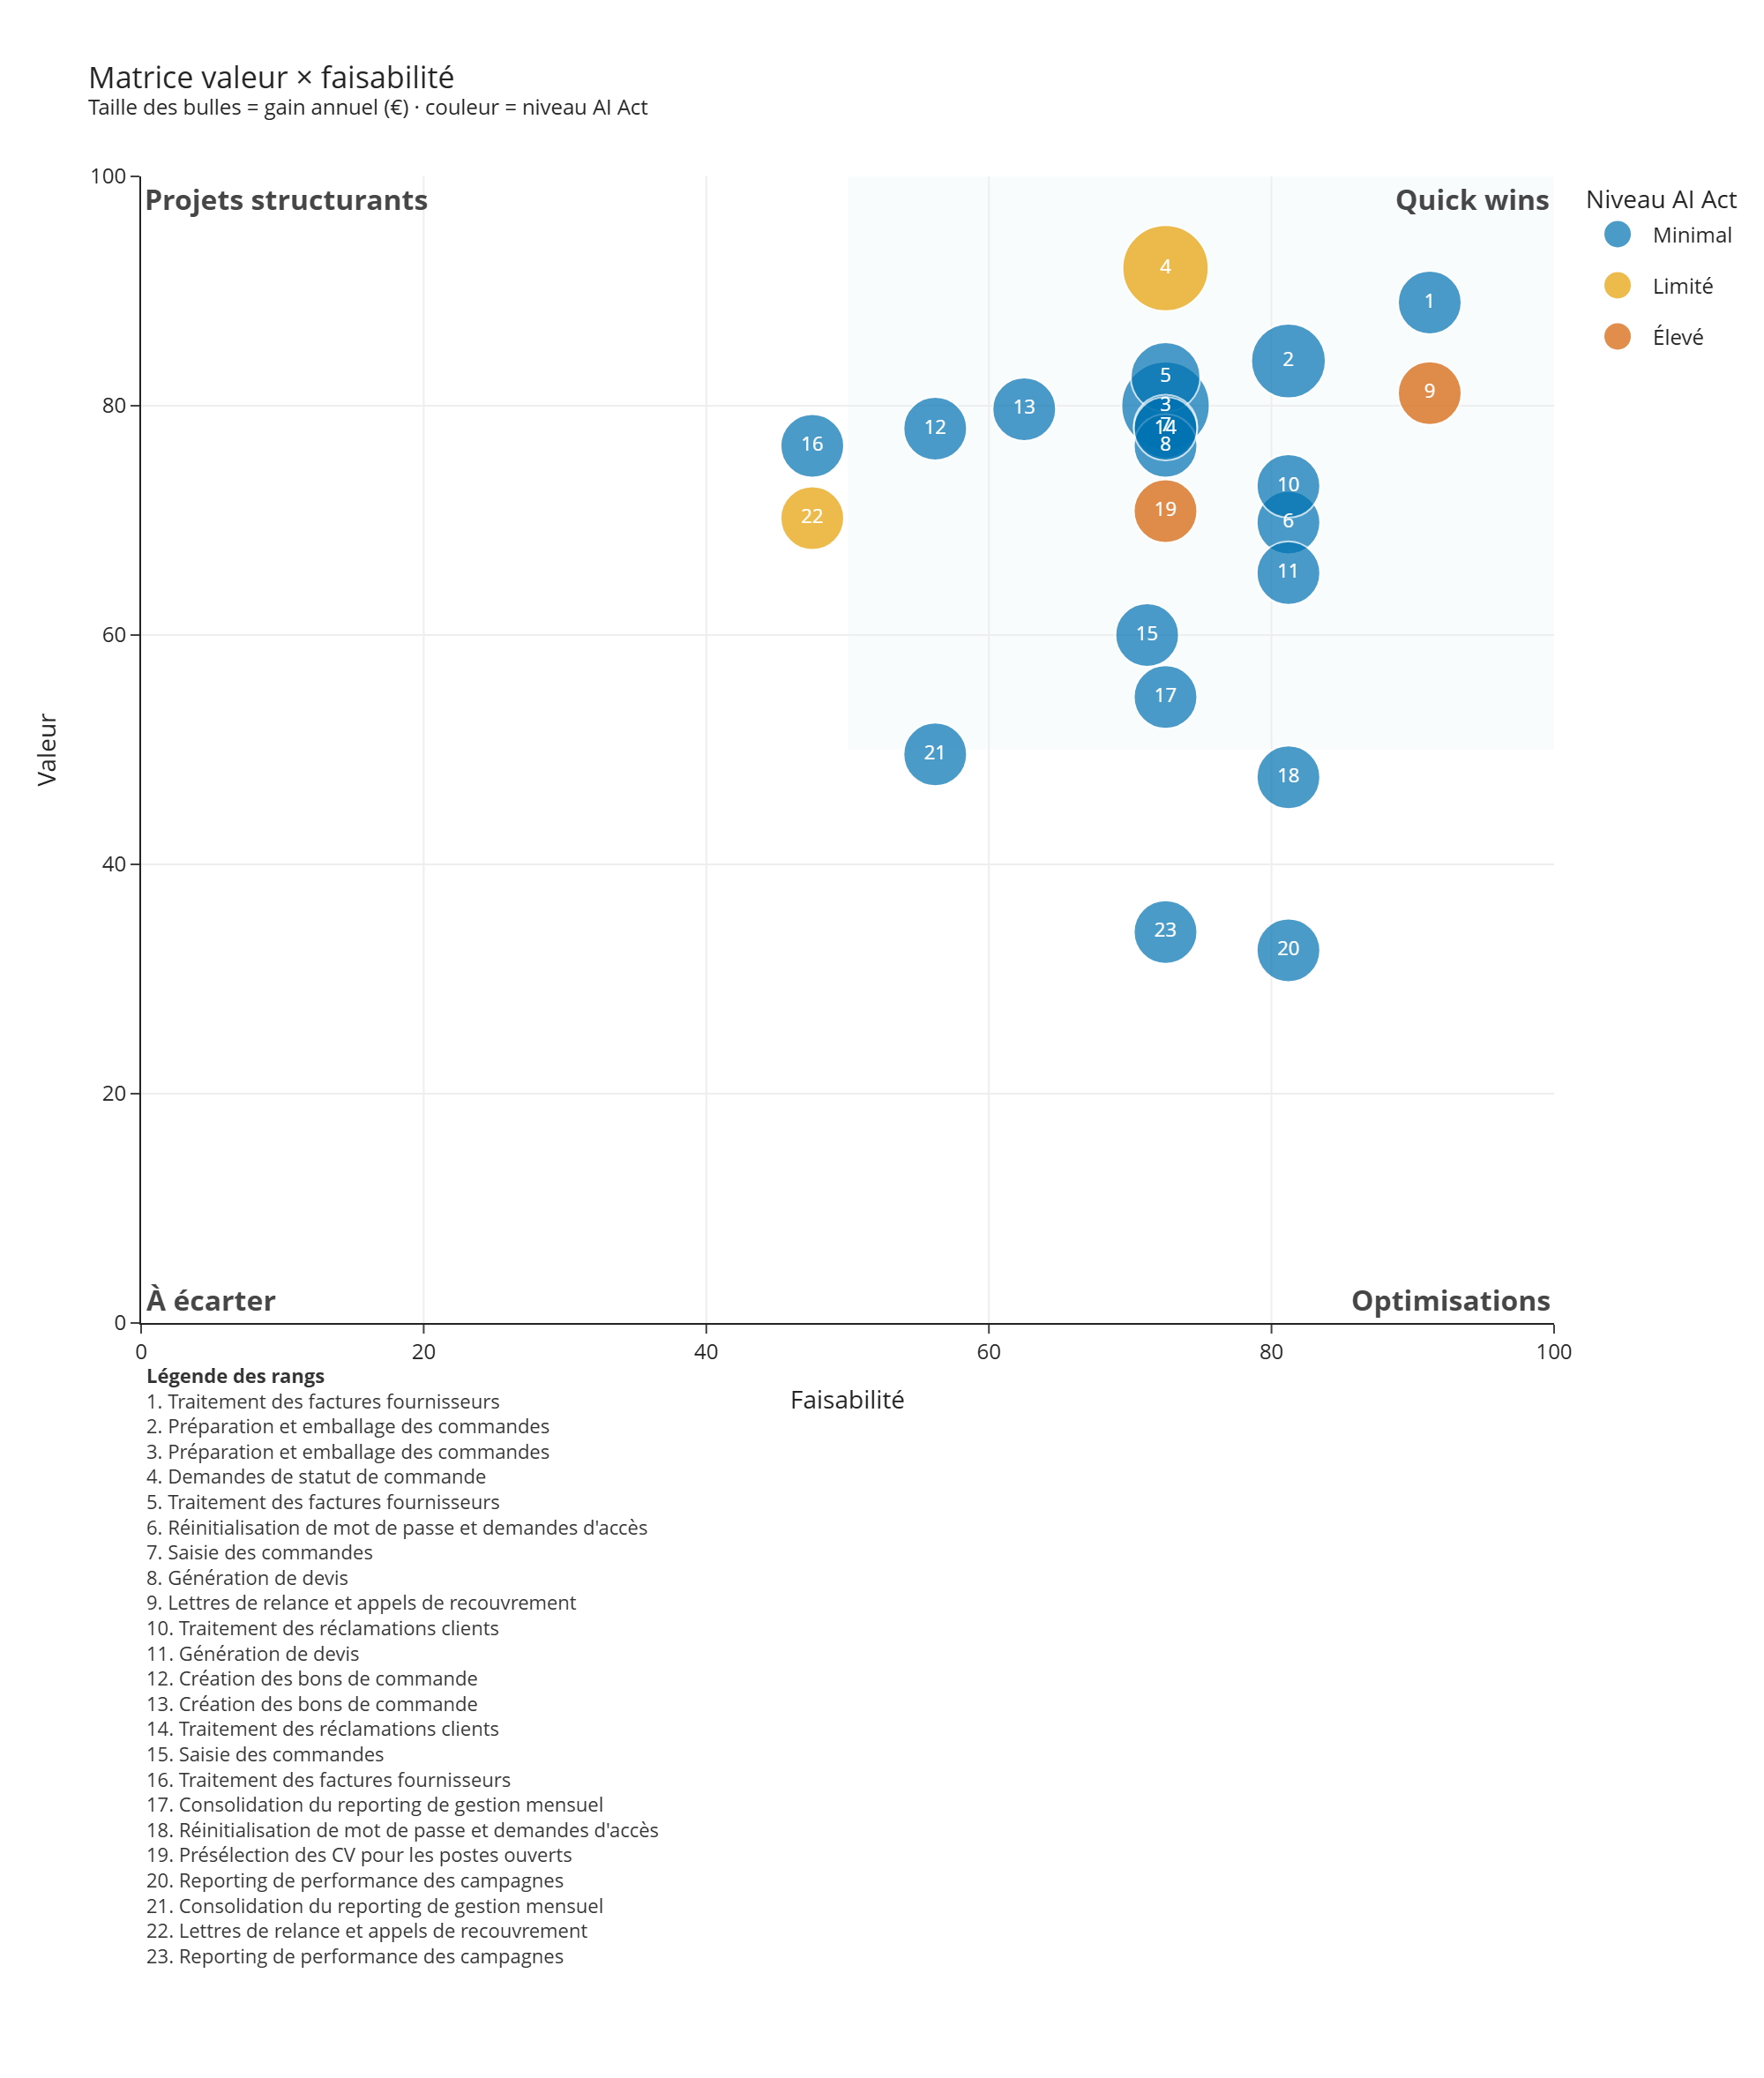 Matrice valeur × faisabilité
Taille des bulles = gain annuel (€) · couleur = niveau AI Act
100
Projets structurants
Quick wins
Niveau AI Act
Minimal
Limité
Élevé
4
1
2
5
9
80
3
13
7
12
14
16
8
10
19
22
6
11
60
15
17
Valeur
21
18
40
23
20
20
À écarter
Optimisations
0
0
20
40
60
80
100
Faisabilité
Légende des rangs
1. Traitement des factures fournisseurs
2. Préparation et emballage des commandes
3. Préparation et emballage des commandes
4. Demandes de statut de commande
5. Traitement des factures fournisseurs
6. Réinitialisation de mot de passe et demandes d'accès
7. Saisie des commandes
8. Génération de devis
9. Lettres de relance et appels de recouvrement
10. Traitement des réclamations clients
11. Génération de devis
12. Création des bons de commande
13. Création des bons de commande
14. Traitement des réclamations clients
15. Saisie des commandes
16. Traitement des factures fournisseurs
17. Consolidation du reporting de gestion mensuel
18. Réinitialisation de mot de passe et demandes d'accès
19. Présélection des CV pour les postes ouverts
20. Reporting de performance des campagnes
21. Consolidation du reporting de gestion mensuel
22. Lettres de relance et appels de recouvrement
23. Reporting de performance des campagnes